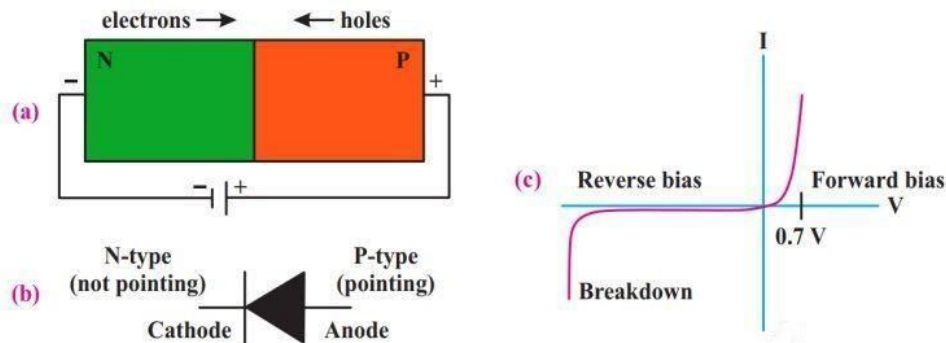 electrons → ← holes
N P
− +
(a)
− +
N-type P-type
(not pointing) (pointing)
(b)
Cathode Anode
I
(c)
Reverse bias Forward bias
V
0.7 V
Breakdown